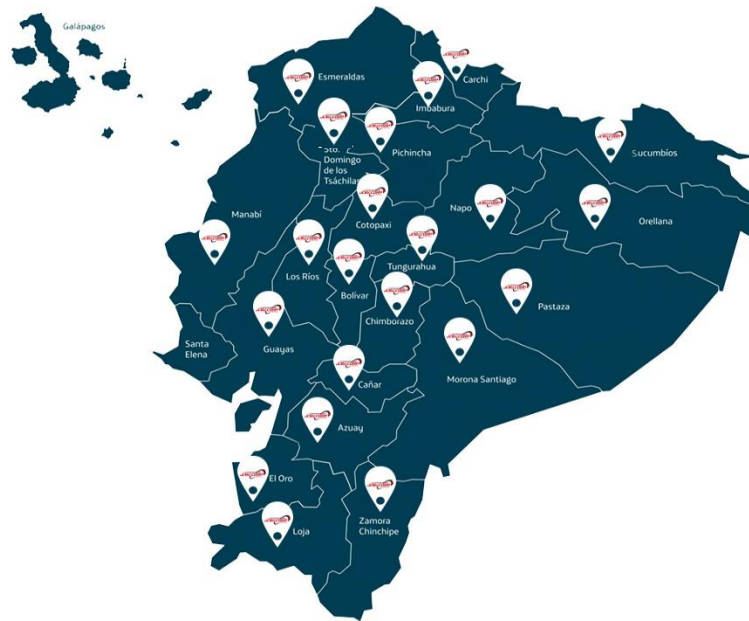 Galápagos
Esmeraldas
Carchi
Imbabura
Sto.
Domingo
de los
Tsáchilas
Pichincha
Sucumbíos
Manabí
Cotopaxi
Napo
Orellana
Los Ríos
Bolívar
Tungurahua
Chimborazo
Pastaza
Santa
Elena
Guayas
Cañar
Morona Santiago
Azuay
El Oro
Loja
Zamora
Chinchipe